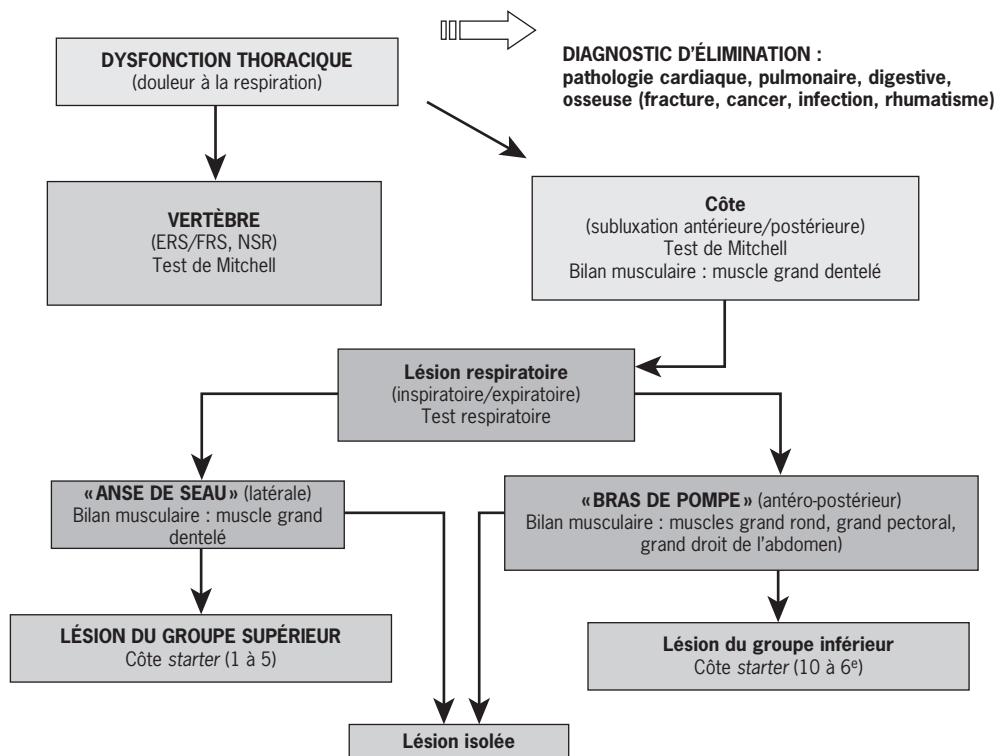 DYSFONCTION THORACIQUE
(douleur à la respiration)
DIAGNOSTIC D'ÉLIMINATION :
pathologie cardiaque, pulmonaire, digestive,
osseuse (fracture, cancer, infection, rhumatisme)
VERTÈBRE
(ERS/FRS, NSR)
Test de Mitchell
Côte
(subluxation antérieure/postérieure)
Test de Mitchell
Bilan musculaire : muscle grand dentelé
Lésion respiratoire
(inspiratoire/expiratoire)
Test respiratoire
«ANSE DE SEAU» (latérale)
Bilan musculaire : muscle grand
dentelé
«BRAS DE POMPE» (antéro-postérieur)
Bilan musculaire : muscles grand rond, grand pectoral,
grand droit de l'abdomen)
LÉSION DU GROUPE SUPÉRIEUR
Côte starter (1 à 5)
Lésion du groupe inférieur
Côte starter (10 à 6e)
Lésion isolée